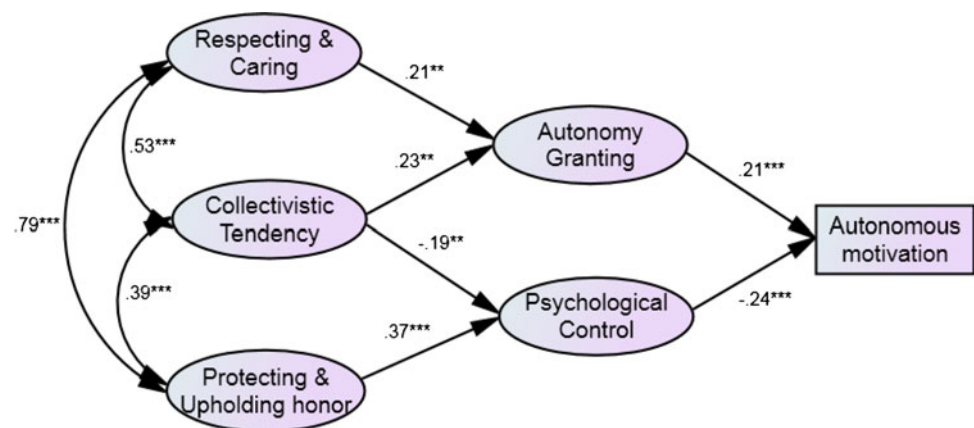 Respecting &
Caring
.21**
Autonomy
Granting
.53***
.23**
.21***
Collectivistic
Tendency
.79***
Autonomous
motivation
-.19**
.39***
Psychological
Control
-.24***
.37***
Protecting &
Upholding honor